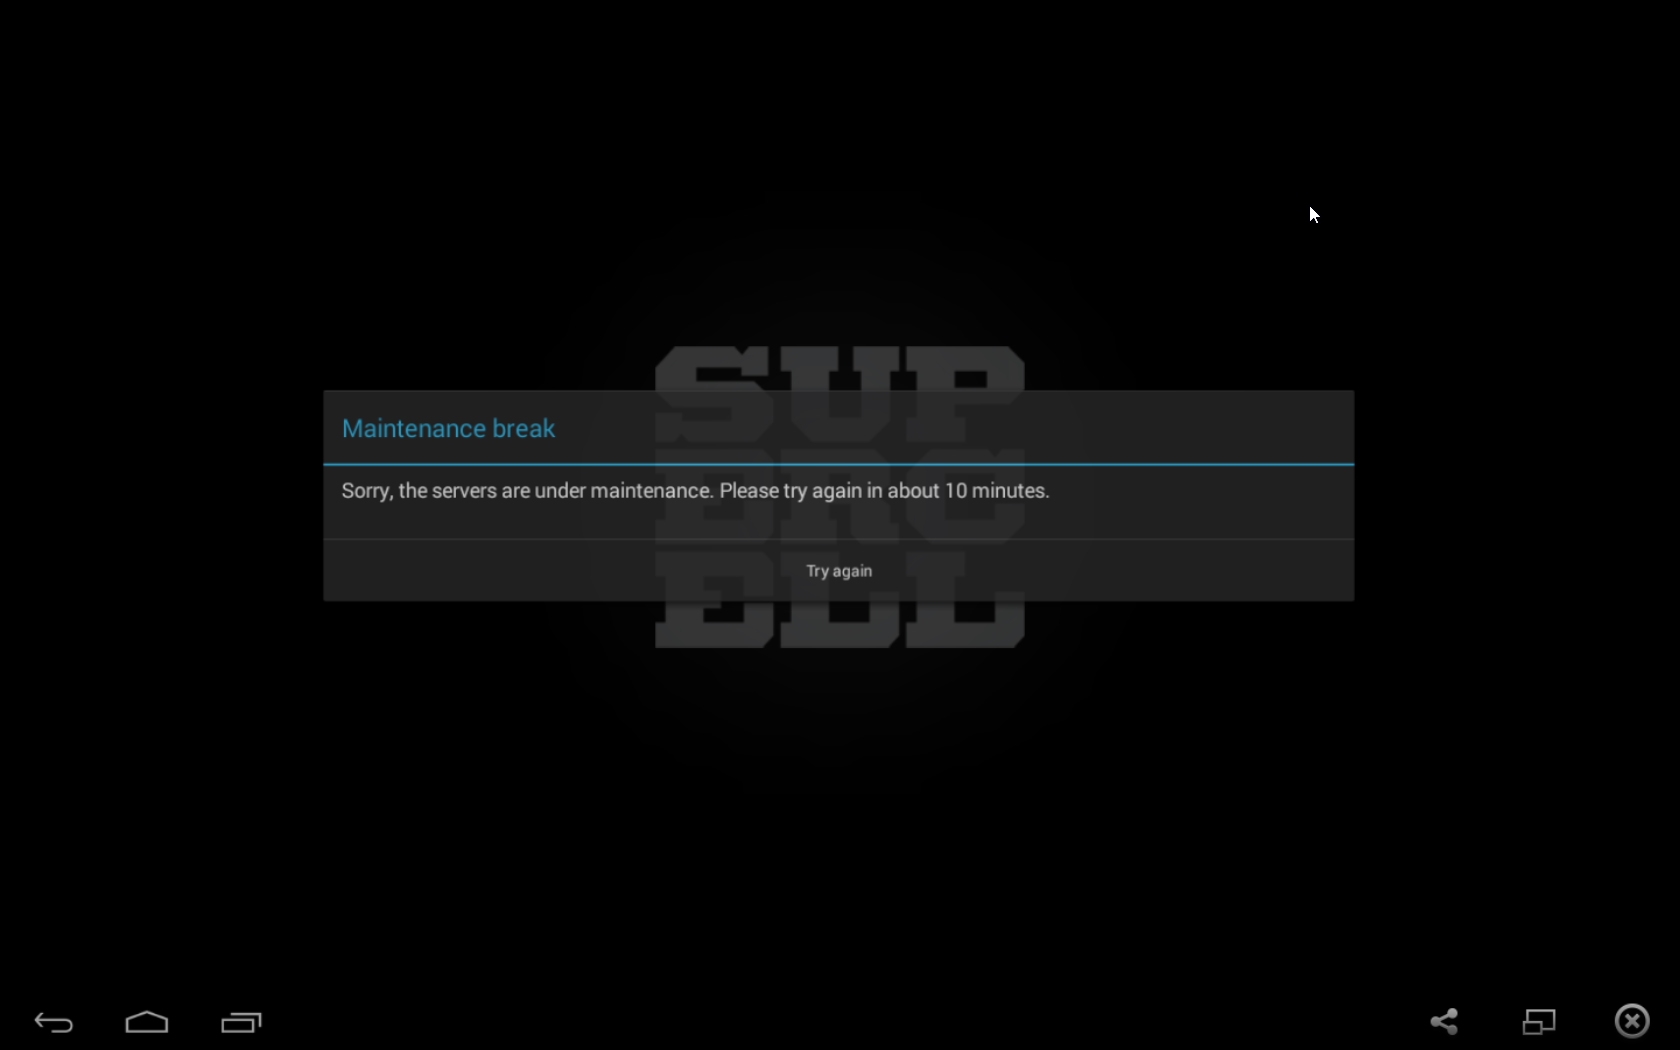 SUP
ERC
ELL
Maintenance break
Sorry, the servers are under maintenance. Please try again in about 10 minutes.
Try again